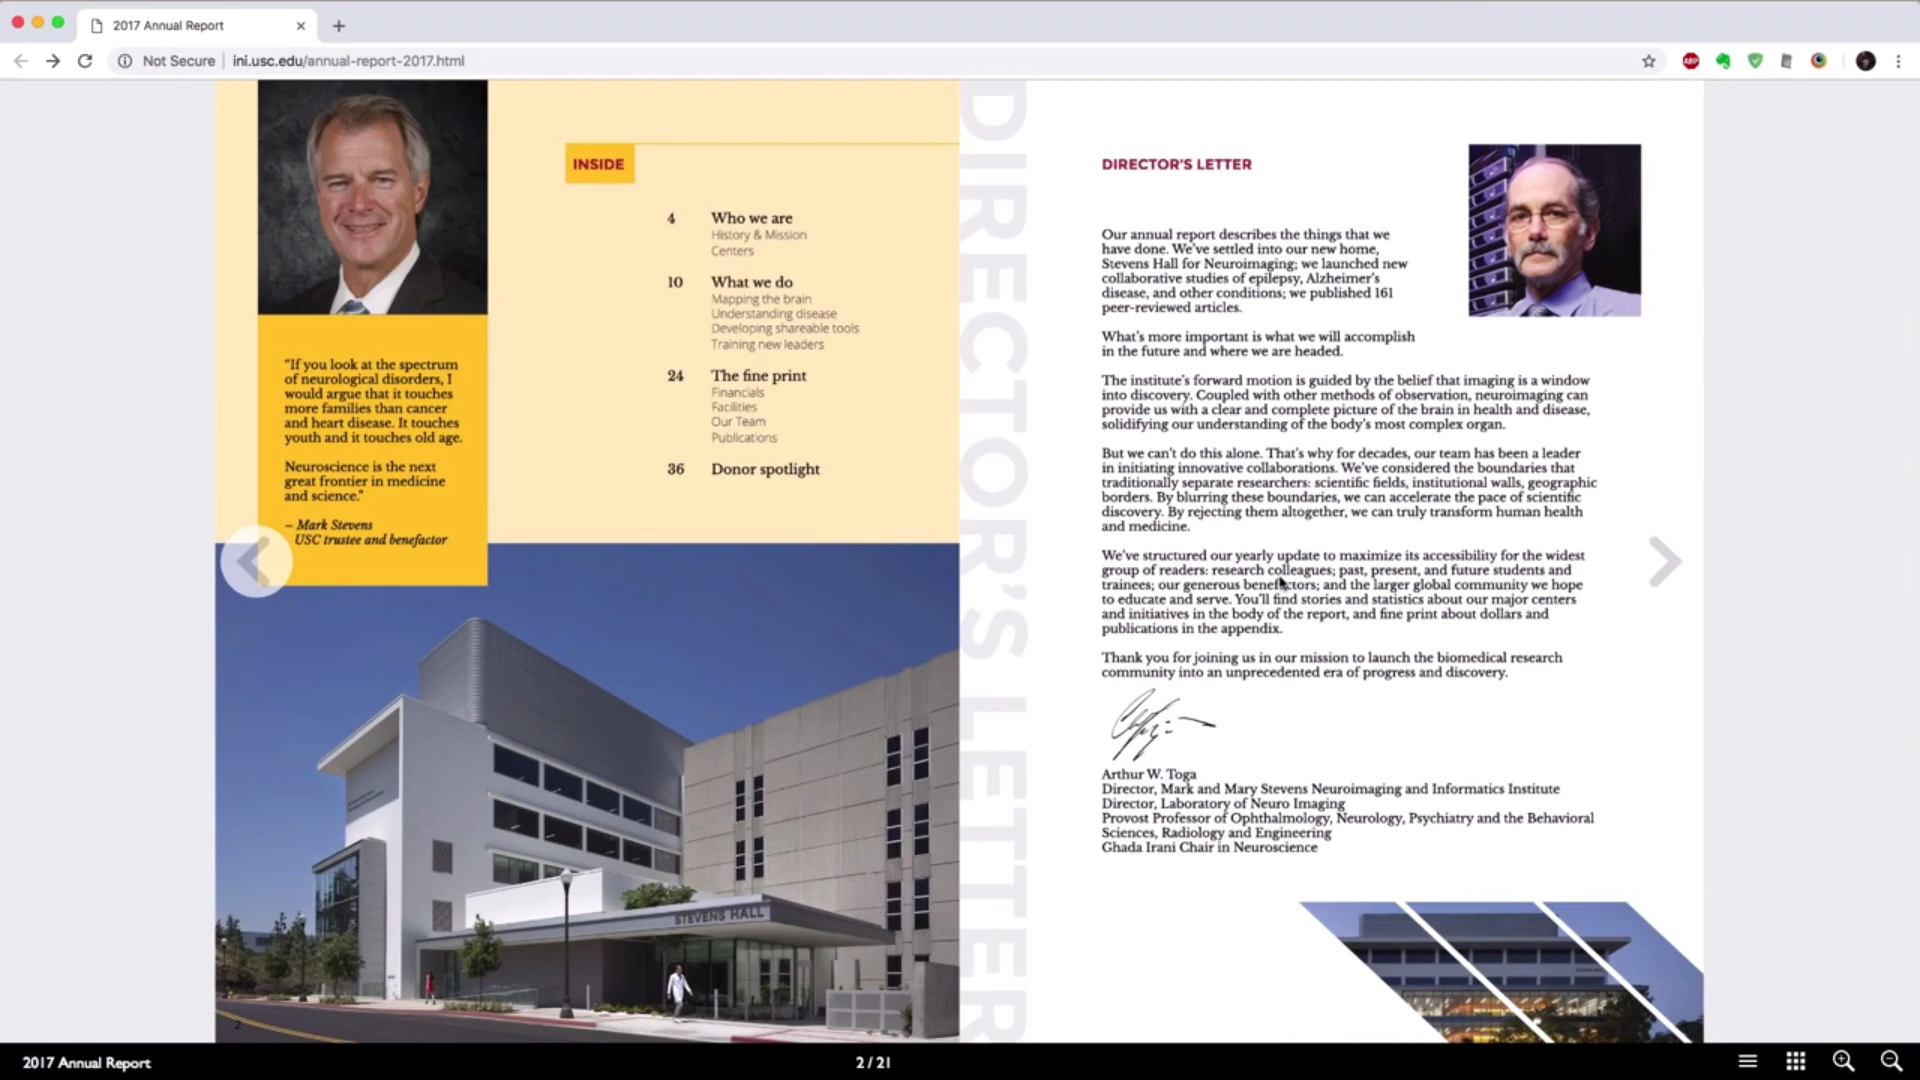 2017 Annual Report
Not Secure
ini.usc.edu/annual-report-2017.html
ABP
INSIDE
4 Who we are
History & Mission
Centers
10 What we do
Mapping the brain
Understanding disease
Developing shareable tools
Training new leaders
24 The fine print
Financials
Facilities
Our Team
Publications
36 Donor spotlight
"If you look at the spectrum
of neurological disorders, I
would argue that it touches
more families than cancer
and heart disease. It touches
youth and it touches old age.
Neuroscience is the next
great frontier in medicine
and science."
– Mark Stevens
USC trustee and benefactor
STEVENS HALL
2
DIRECTOR'S LETTER
DIRECTOR'S LETTER
Our annual report describes the things that we
have done. We've settled into our new home,
Stevens Hall for Neuroimaging; we launched new
collaborative studies of epilepsy, Alzheimer's
disease, and other conditions; we published 161
peer-reviewed articles.
What's more important is what we will accomplish
in the future and where we are headed.
The institute's forward motion is guided by the belief that imaging is a window
into discovery. Coupled with other methods of observation, neuroimaging can
provide us with a clear and complete picture of the brain in health and disease,
solidifying our understanding of the body's most complex organ.
But we can't do this alone. That's why for decades, our team has been a leader
in initiating innovative collaborations. We've considered the boundaries that
traditionally separate researchers: scientific fields, institutional walls, geographic
borders. By blurring these boundaries, we can accelerate the pace of scientific
discovery. By rejecting them altogether, we can truly transform human health
and medicine.
We've structured our yearly update to maximize its accessibility for the widest
group of readers: research colleagues; past, present, and future students and
trainees; our generous benefactors; and the larger global community we hope
to educate and serve. You'll find stories and statistics about our major centers
and initiatives in the body of the report, and fine print about dollars and
publications in the appendix.
Thank you for joining us in our mission to launch the biomedical research
community into an unprecedented era of progress and discovery.
Arthur W. Toga
Director, Mark and Mary Stevens Neuroimaging and Informatics Institute
Director, Laboratory of Neuro Imaging
Provost Professor of Ophthalmology, Neurology, Psychiatry and the Behavioral
Sciences, Radiology and Engineering
Ghada Irani Chair in Neuroscience
2017 Annual Report
2 / 21